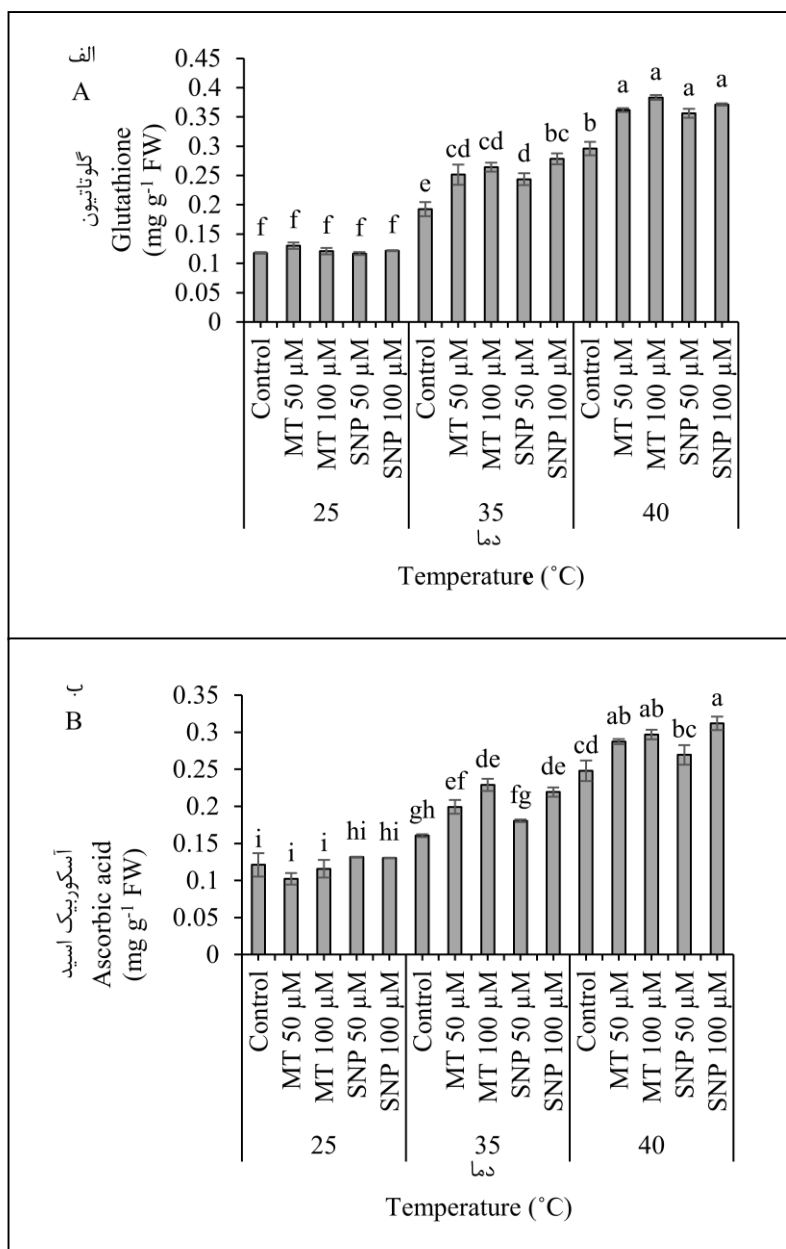 الف
A
گلوتاتیون
Glutathione
(mg g-1 FW)
0.45
0.4
0.35
0.3
0.25
0.2
0.15
0.1
0.05
0
f f f f f e cd cd d bc b a a a a
Control
MT 50 µM
MT 100 µM
SNP 50 µM
SNP 100 µM
Control
MT 50 µM
MT 100 µM
SNP 50 µM
SNP 100 µM
Control
MT 50 µM
MT 100 µM
SNP 50 µM
SNP 100 µM
25 35 40
دما
Temperature (˚C)
ب
B
آسکوربیک اسید
Ascorbic acid
(mg g-1 FW)
0.35
0.3
0.25
0.2
0.15
0.1
0.05
0
i i i hi hi gh ef de fg de cd ab ab bc a
Control
MT 50 µM
MT 100 µM
SNP 50 µM
SNP 100 µM
Control
MT 50 µM
MT 100 µM
SNP 50 µM
SNP 100 µM
Control
MT 50 µM
MT 100 µM
SNP 50 µM
SNP 100 µM
25 35 40
دما
Temperature (˚C)